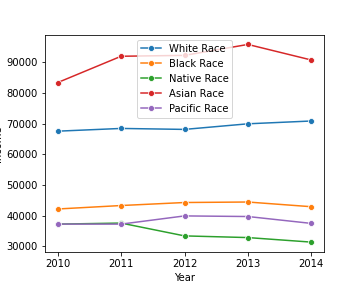 White Race
Black Race
Native Race
Asian Race
Pacific Race
90000
80000
70000
60000
50000
40000
30000
2010
2011
2012
2013
2014
Year